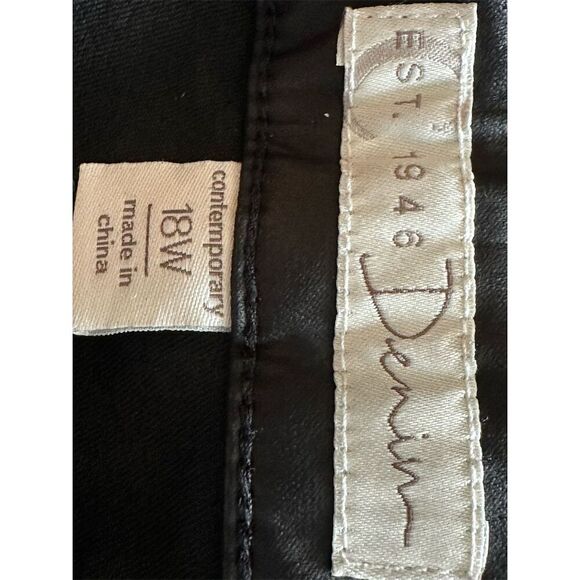 contemporary
18W
made in
china
EST. 1946
Denim